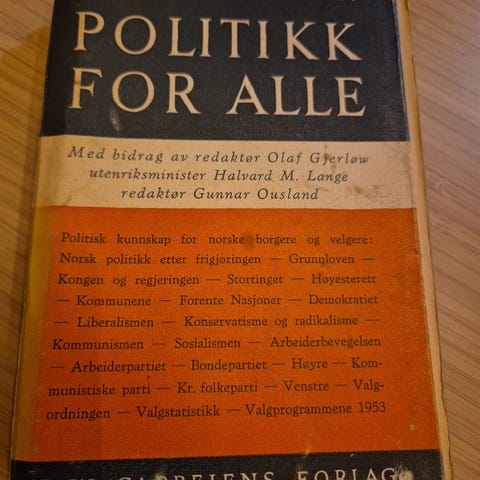 POLITIKK
FOR ALLE
Med bidrag av redaktør Olaf Gjerløw
utenriksminister Halvard M. Lange
redaktør Gunnar Ousland
Politisk kunnskap for norske borgere og velgere:
Norsk politikk etter frigjøringen — Grunnloven —
Kongen og regjeringen — Stortinget — Høyesterett
— Kommunene — Forente Nasjoner — Demokratiet
— Liberalismen — Konservatisme og radikalisme —
Kommunismen — Sosialismen — Arbeiderbevegelsen
— Arbeiderpartiet — Bondepartiet — Høyre — Kom-
munistiske parti — Kr. folkeparti — Venstre — Valg-
ordningen — Valgstatistikk — Valgprogrammene 1953
CAPPELENS FORLAG